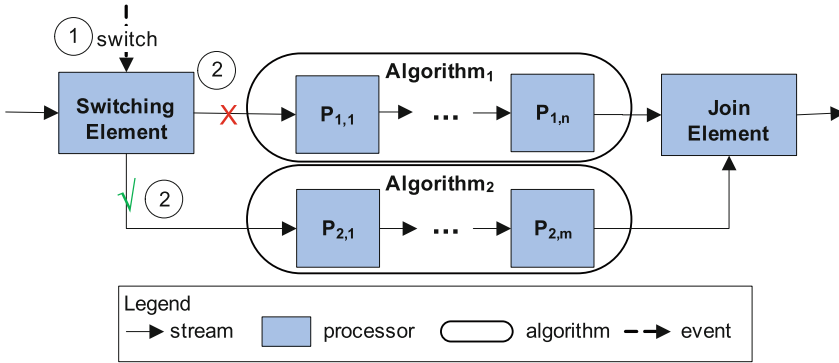 1
switch
2
Switching
Element
Algorithm1
P1,1
...
P1,n
Join
Element
2
Algorithm2
P2,1
...
P2,m
Legend
stream
processor
algorithm
event